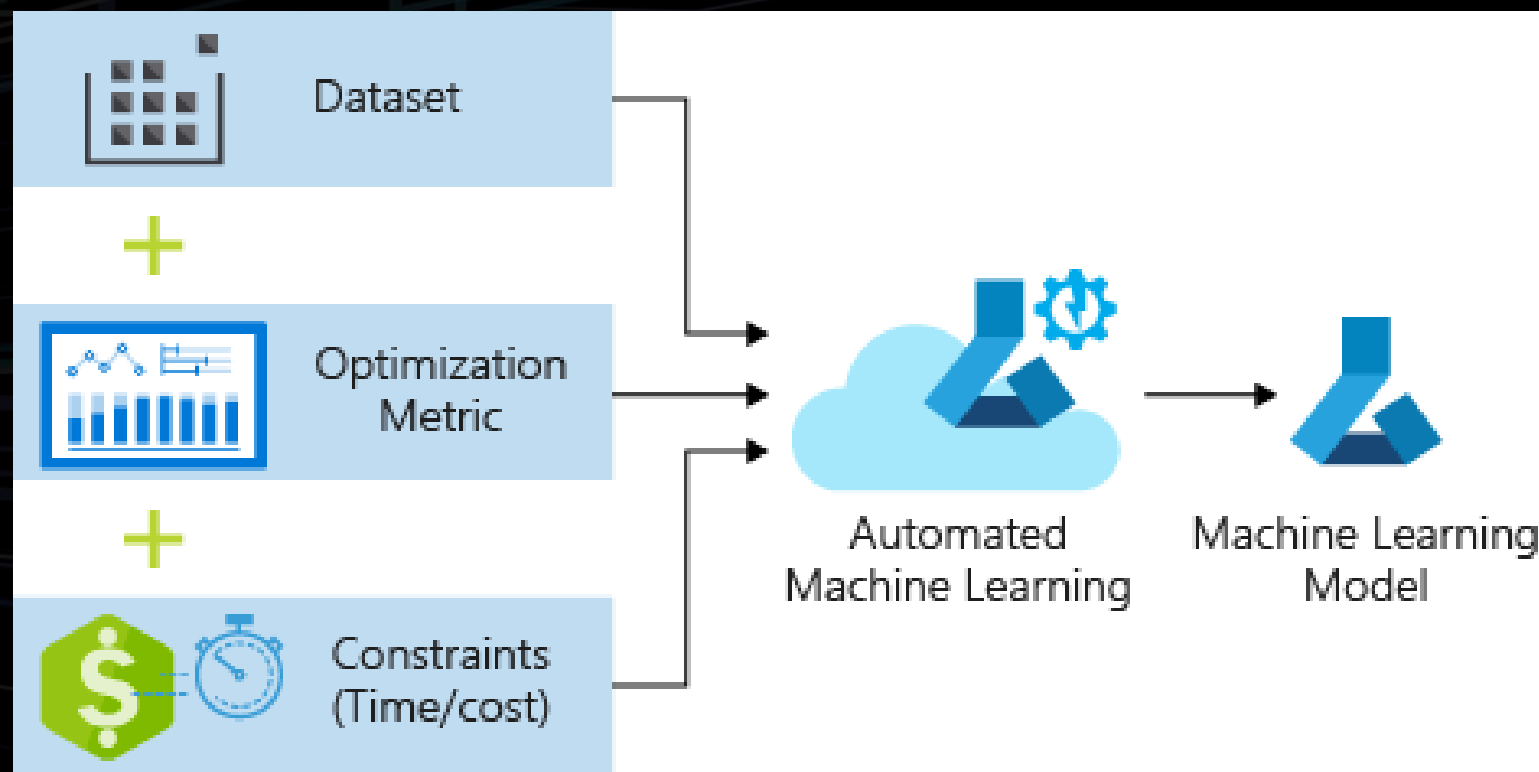 Dataset
Optimization
Metric
Constraints
(Time/cost)
Automated
Machine Learning
Machine Learning
Model